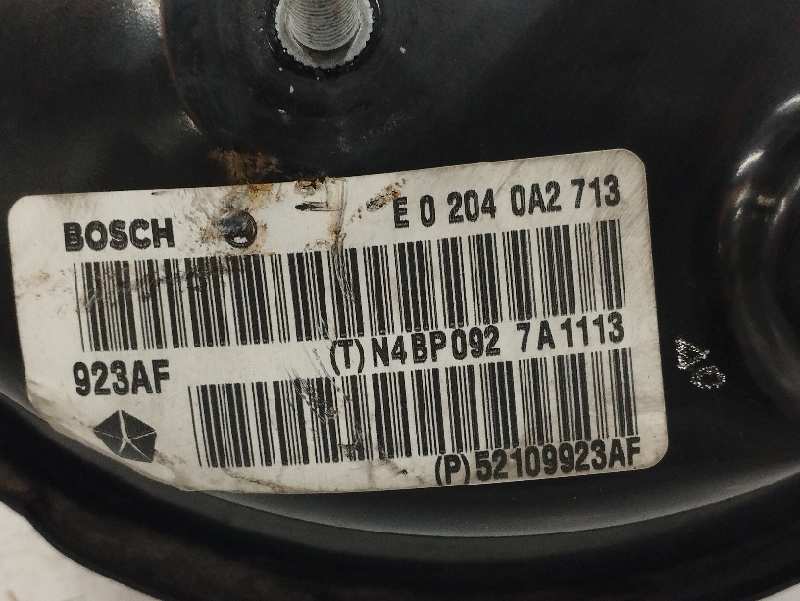 BOSCH E 0 204 0A2 713
(T) N4BP092 7A1113
923AF
(P) 52109923AF